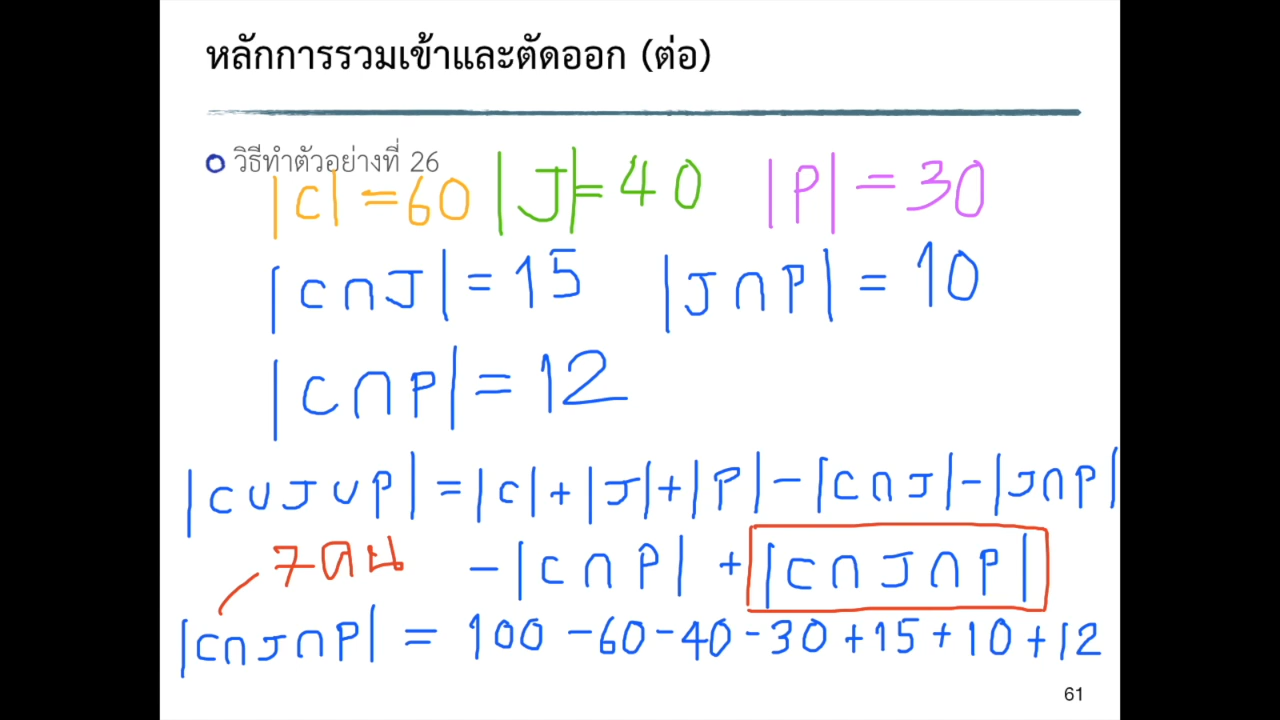 หลักการรวมเข้าและตัดออก (ต่อ)
วิธีทำตัวอย่างที่ 26
|C| = 60 |J| = 40 |P| = 30
|C∩J| = 15 |J∩P| = 10
|C∩P| = 12
|C∪J∪P| = |C| + |J| + |P| - |C∩J| - |J∩P|
7 คน - |C∩P| + |C∩J∩P|
|C∩J∩P| = 100 - 60 - 40 - 30 + 15 + 10 + 12
61